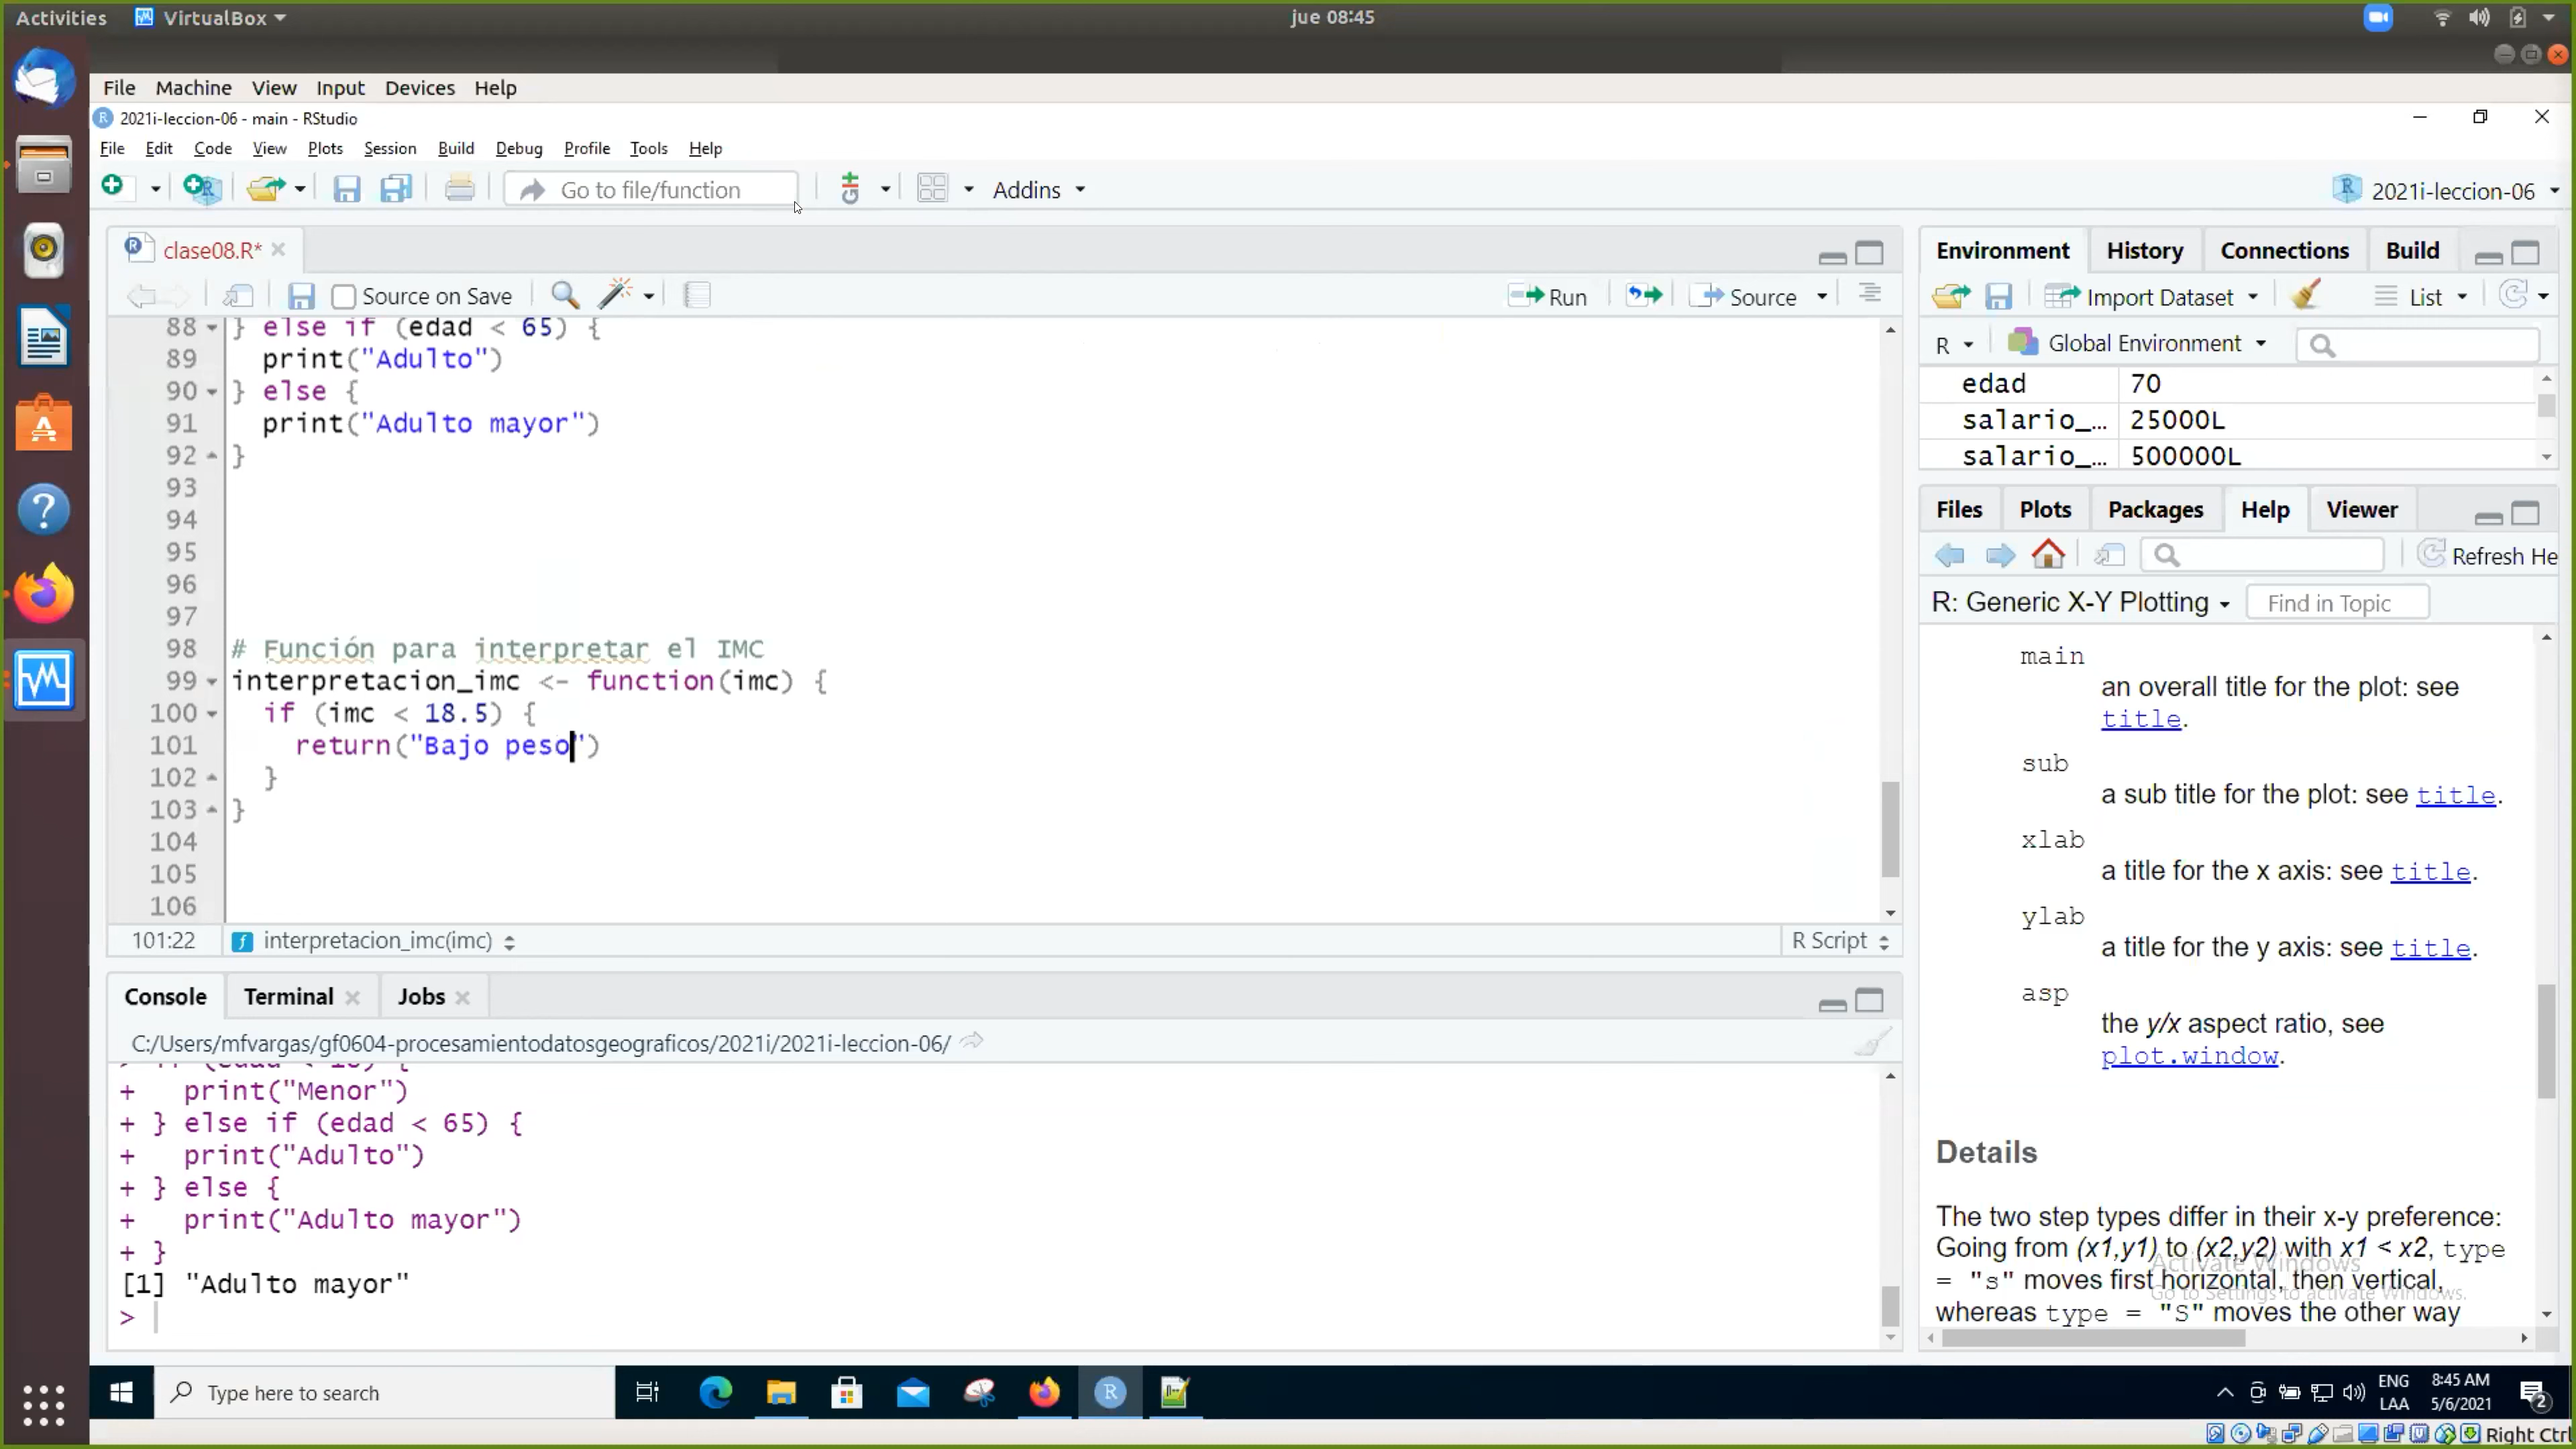 Activities VirtualBox jue 08:45
File Machine View Input Devices Help
2021i-leccion-06 - main - RStudio
File Edit Code View Plots Session Build Debug Profile Tools Help
Go to file/function Addins 2021i-leccion-06
clase08.R*
Source on Save Run Source
88 } else if (edad < 65) {
89 print("Adulto")
90 } else {
91 print("Adulto mayor")
92 }
93
94
95
96
97
98 # Función para interpretar el IMC
99 interpretacion_imc <- function(imc) {
100 if (imc < 18.5) {
101 return("Bajo peso")
102 }
103 }
104
105
106
101:22 interpretacion_imc(imc) R Script
Console Terminal Jobs
C:/Users/mfvargas/gf0604-procesamientodatosgeograficos/2021i/2021i-leccion-06/
+ print("Menor")
+ } else if (edad < 65) {
+ print("Adulto")
+ } else {
+ print("Adulto mayor")
+ }
[1] "Adulto mayor"
>
Environment History Connections Build
Import Dataset List
R Global Environment
edad 70
salario_... 25000L
salario_... 500000L
Files Plots Packages Help Viewer
Refresh He
R: Generic X-Y Plotting Find in Topic
main
an overall title for the plot: see
title.
sub
a sub title for the plot: see title.
xlab
a title for the x axis: see title.
ylab
a title for the y axis: see title.
asp
the y/x aspect ratio, see
plot.window.
Details
The two step types differ in their x-y preference:
Going from (x1,y1) to (x2,y2) with x1 < x2, type
= "s" moves first horizontal, then vertical,
whereas type = "S" moves the other way
Activate Windows
Go to Settings to activate Windows.
Type here to search
ENG
LAA
8:45 AM
5/6/2021
2
Right Ctrl